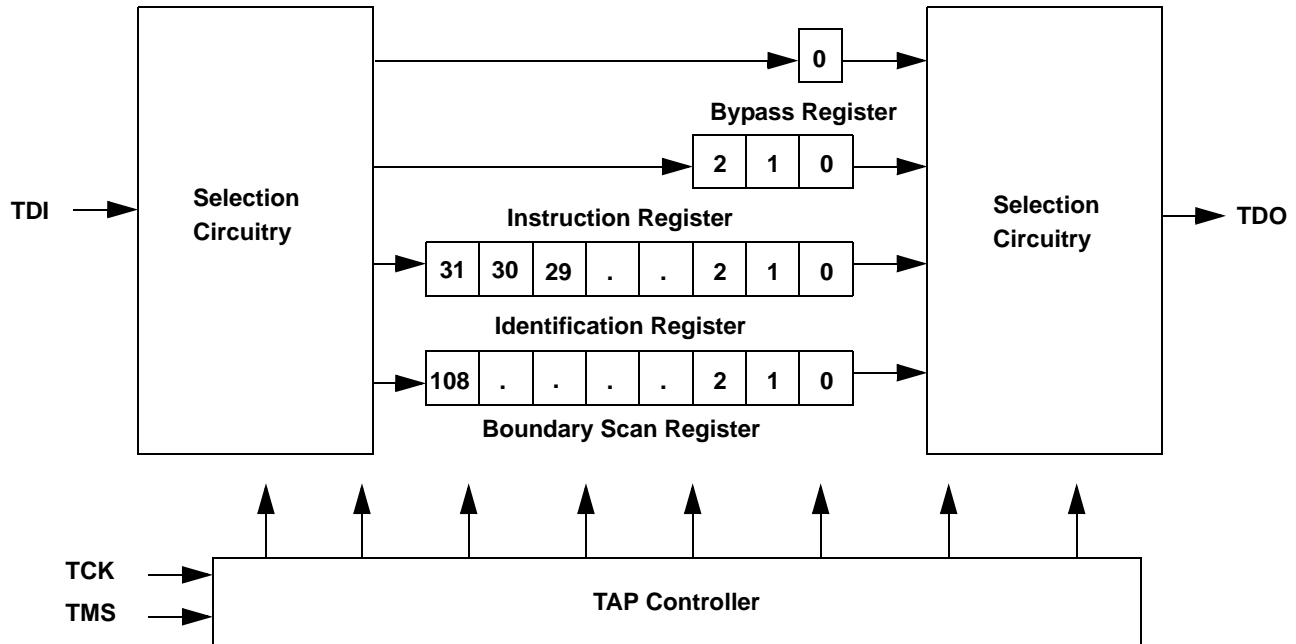 0
Bypass Register
2 1 0
TDI
Selection
Circuitry
Instruction Register
Selection
Circuitry
TDO
31 30 29 . . 2 1 0
Identification Register
108 . . . . 2 1 0
Boundary Scan Register
TCK
TMS
TAP Controller